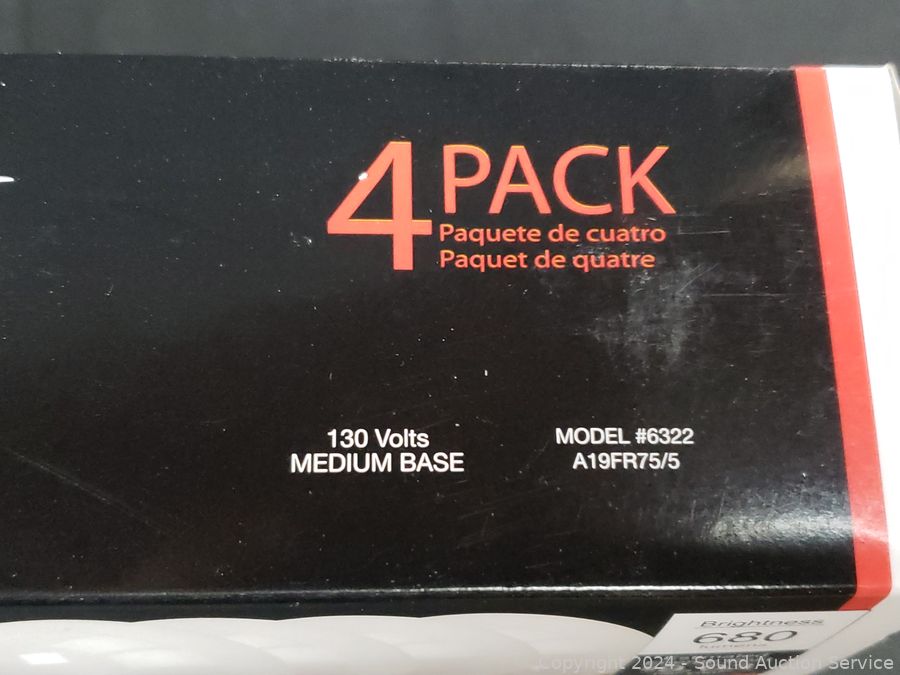 4 PACK
Paquete de cuatro
Paquet de quatre
130 Volts
MEDIUM BASE
MODEL #6322
A19FR75/5
Brightness
680
lumens
Copyright 2024 - Sound Auction Service